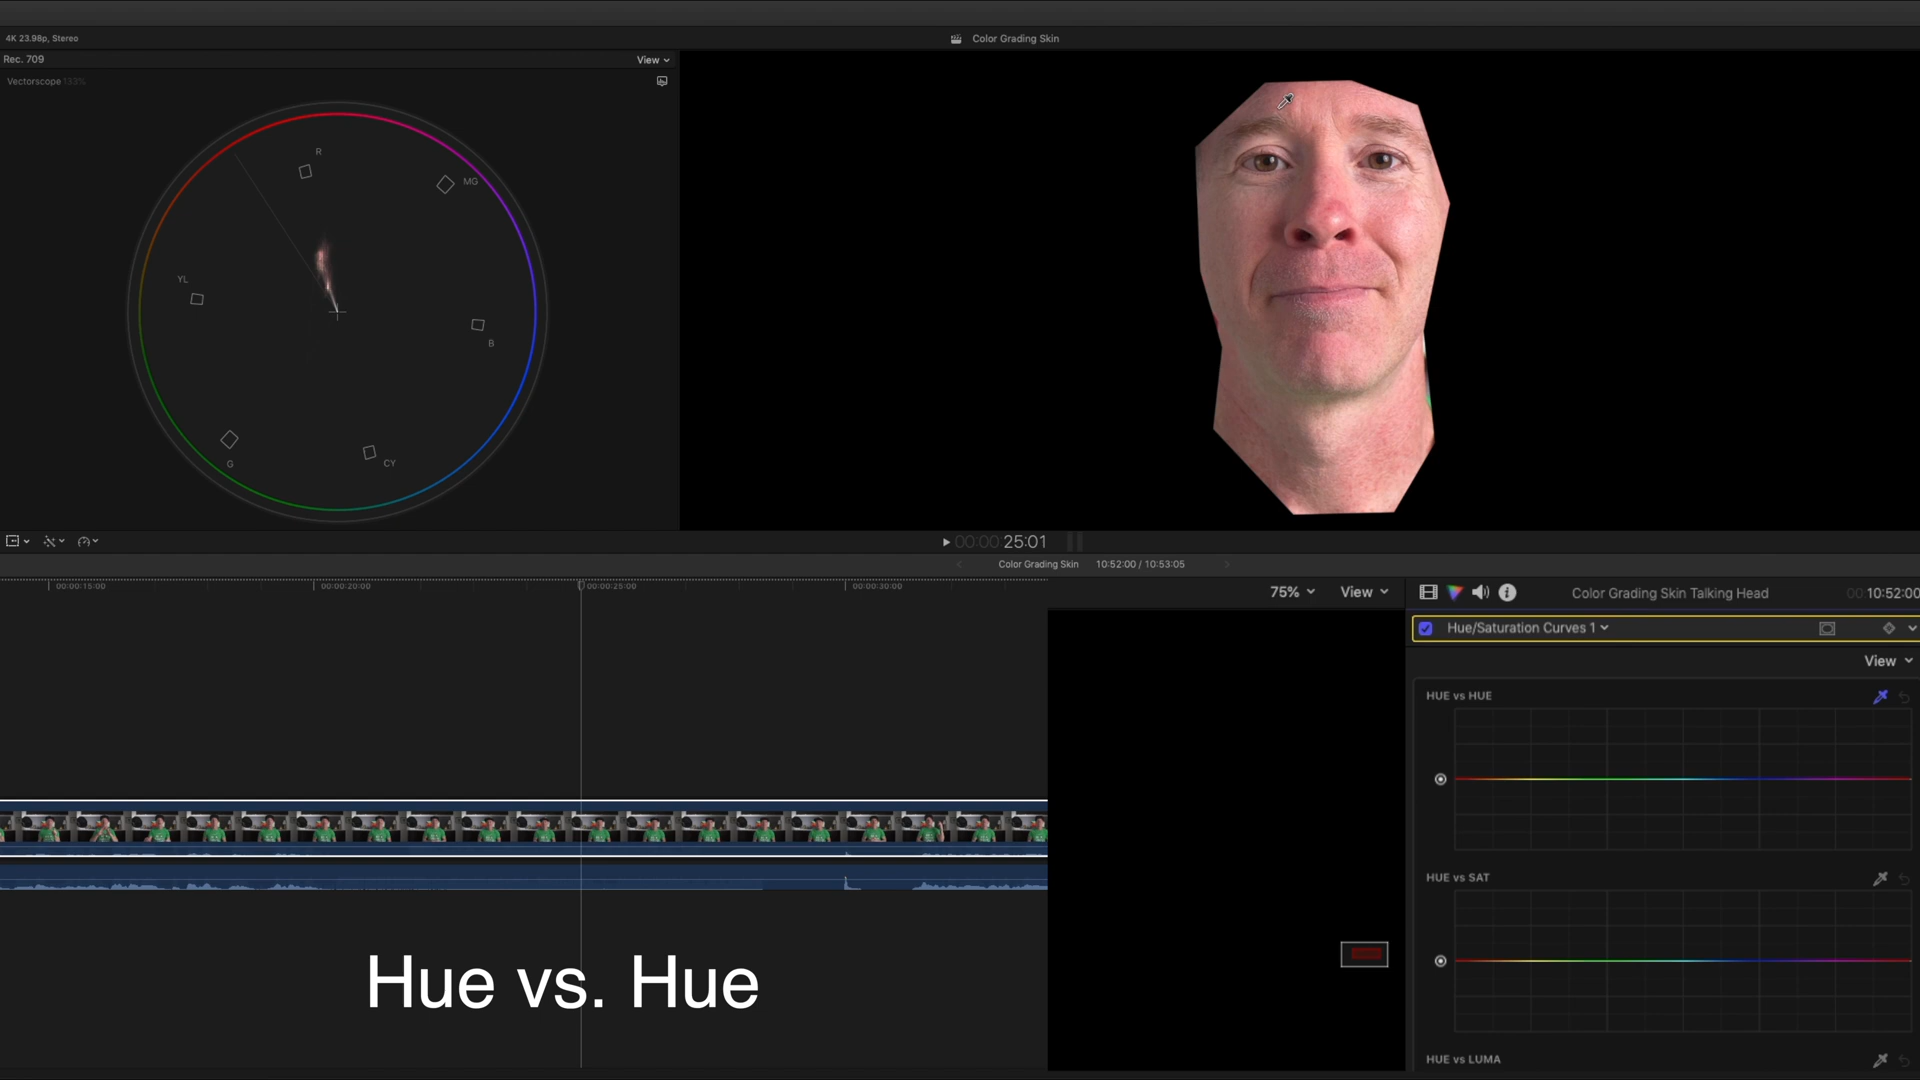 4K 23.98p, Stereo
Color Grading Skin
Rec. 709
View
Vectorscope 133%
R
MG
YL
B
G
CY
00:00:25:01
Color Grading Skin
10:52:00 / 10:53:05
00:00:15:00
00:00:20:00
00:00:25:00
00:00:30:00
75%
View
Color Grading Skin Talking Head
00:10:52:00
Hue/Saturation Curves 1
View
HUE vs HUE
HUE vs SAT
Hue vs. Hue
HUE vs LUMA